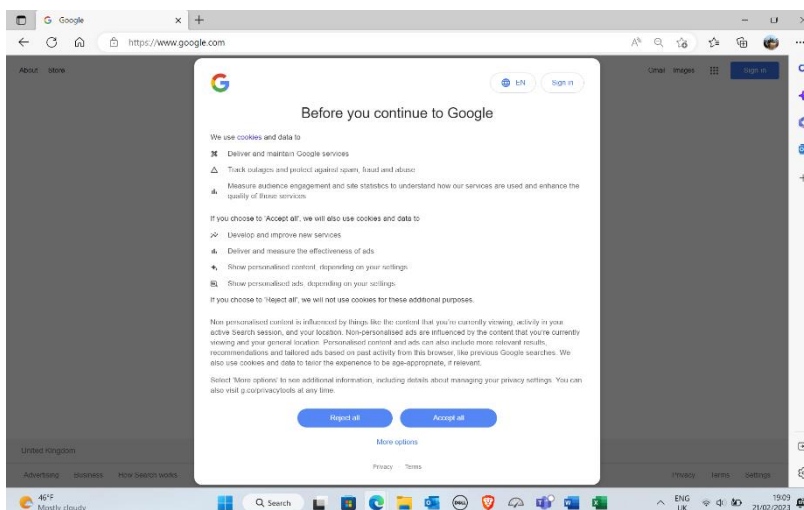 Google
https://www.google.com
About Store
Gmail Images
Sign in
EN
Sign in
Before you continue to Google
We use cookies and data to
Deliver and maintain Google services
Track outages and protect against spam, fraud and abuse
Measure audience engagement and site statistics to understand how our services are used and enhance the
quality of those services
If you choose to 'Accept all', we will also use cookies and data to
Develop and improve new services
Deliver and measure the effectiveness of ads
Show personalised content, depending on your settings
Show personalised ads, depending on your settings
If you choose to 'Reject all', we will not use cookies for these additional purposes.
Non-personalised content is influenced by things like the content that you're currently viewing, activity in your
active Search session, and your location. Non-personalised ads are influenced by the content that you're currently
viewing and your general location. Personalised content and ads can also include more relevant results,
recommendations and tailored ads based on past activity from this browser, like previous Google searches. We
also use cookies and data to tailor the experience to be age-appropriate, if relevant.
Select 'More options' to see additional information, including details about managing your privacy settings. You can
also visit g.co/privacytools at any time.
Reject all
Accept all
More options
Privacy Terms
United Kingdom
Advertising Business How Search works
Privacy Terms Settings
46°F
Mostly cloudy
Search
DELL
ENG
UK
19:09
21/02/2023